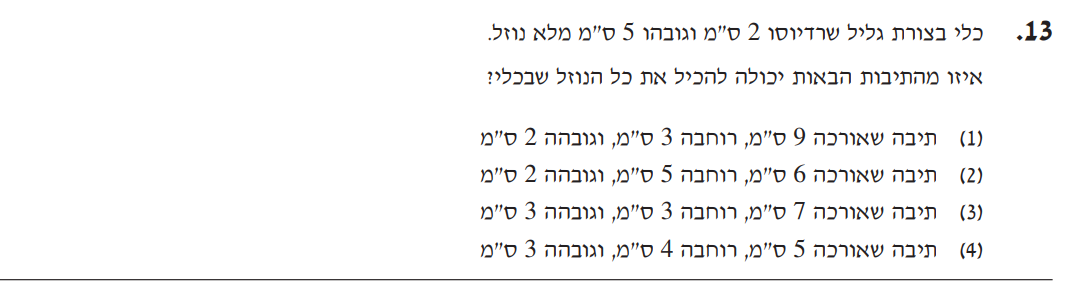 13. כלי בצורת גליל שרדיוסו 2 ס"מ וגובהו 5 ס"מ מלא נוזל.
איזו מהתיבות הבאות יכולה להכיל את כל הנוזל שבכלי?
(1) תיבה שאורכה 9 ס"מ, רוחבה 3 ס"מ, וגובהה 2 ס"מ
(2) תיבה שאורכה 6 ס"מ, רוחבה 5 ס"מ, וגובהה 2 ס"מ
(3) תיבה שאורכה 7 ס"מ, רוחבה 3 ס"מ, וגובהה 3 ס"מ
(4) תיבה שאורכה 5 ס"מ, רוחבה 4 ס"מ, וגובהה 3 ס"מ